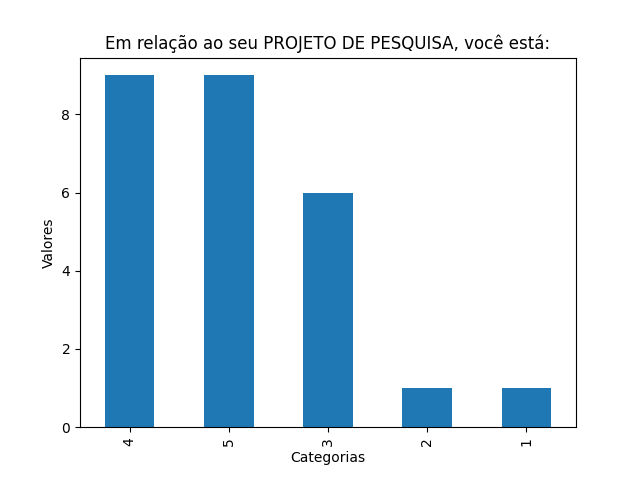 Em relação ao seu PROJETO DE PESQUISA, você está:
Valores
8
6
4
2
0
4 5 3 2 1
Categorias